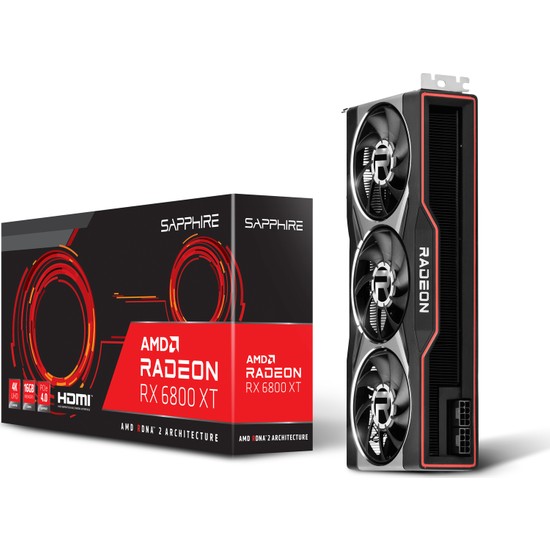 SAPPHIRE
SAPPHIRE
AMD
RADEON
RX 6800 XT
AMD
RADEON
RX 6800 XT
4K
UHD
16GB
PCIe
4.0
HDMI
AMD RDNA 2 ARCHITECTURE
AMD RDNA 2 ARCHITECTURE
RADEON